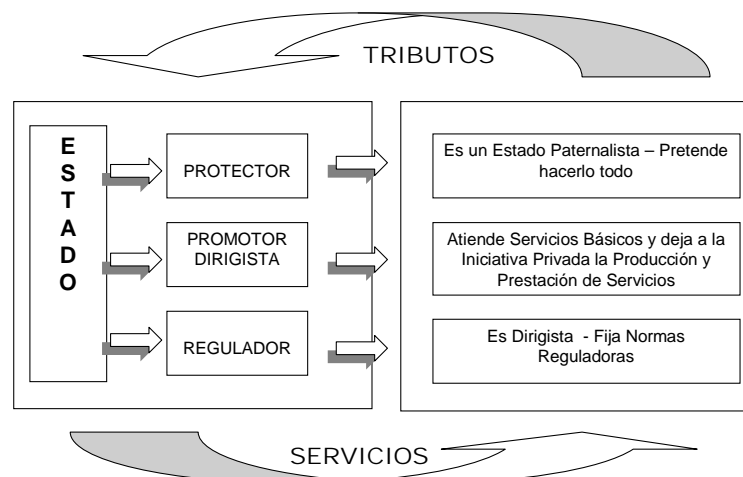 TRIBUTOS
ESTADO
PROTECTOR
Es un Estado Paternalista – Pretende
hacerlo todo
PROMOTOR
DIRIGISTA
Atiende Servicios Básicos y deja a la
Iniciativa Privada la Producción y
Prestación de Servicios
REGULADOR
Es Dirigista - Fija Normas
Reguladoras
SERVICIOS